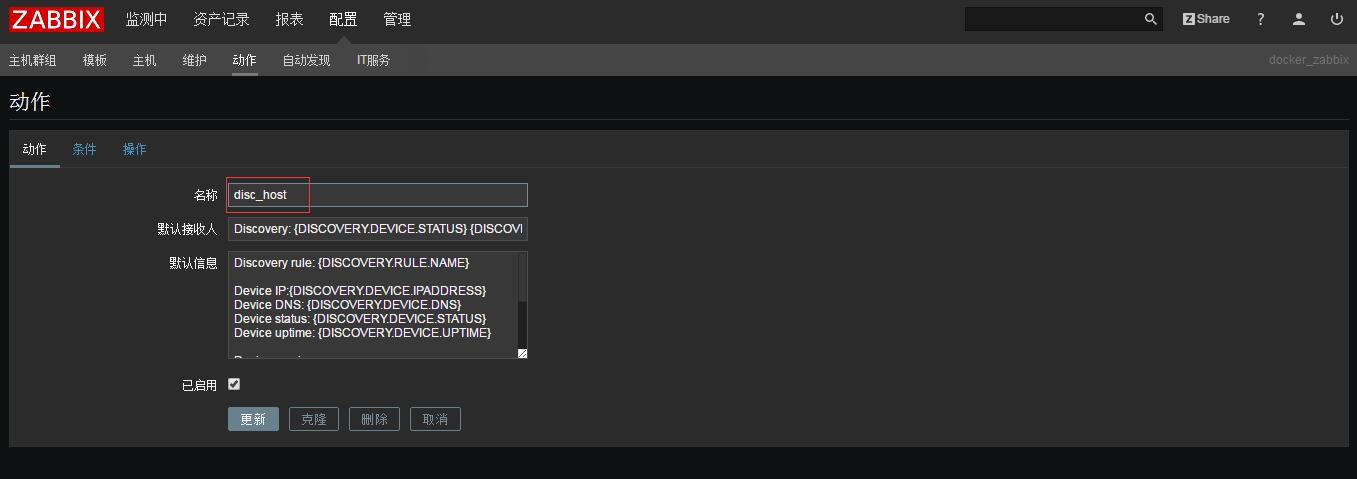 ZABBIX 监测中 资产记录 报表 配置 管理 Z Share ?
主机群组 模板 主机 维护 动作 自动发现 IT服务 docker_zabbix
动作
动作 条件 操作
名称 disc_host
默认接收人 Discovery: {DISCOVERY.DEVICE.STATUS} {DISCOVI
默认信息 Discovery rule: {DISCOVERY.RULE.NAME}
Device IP:{DISCOVERY.DEVICE.IPADDRESS}
Device DNS: {DISCOVERY.DEVICE.DNS}
Device status: {DISCOVERY.DEVICE.STATUS}
Device uptime: {DISCOVERY.DEVICE.UPTIME}
已启用
更新 克隆 删除 取消